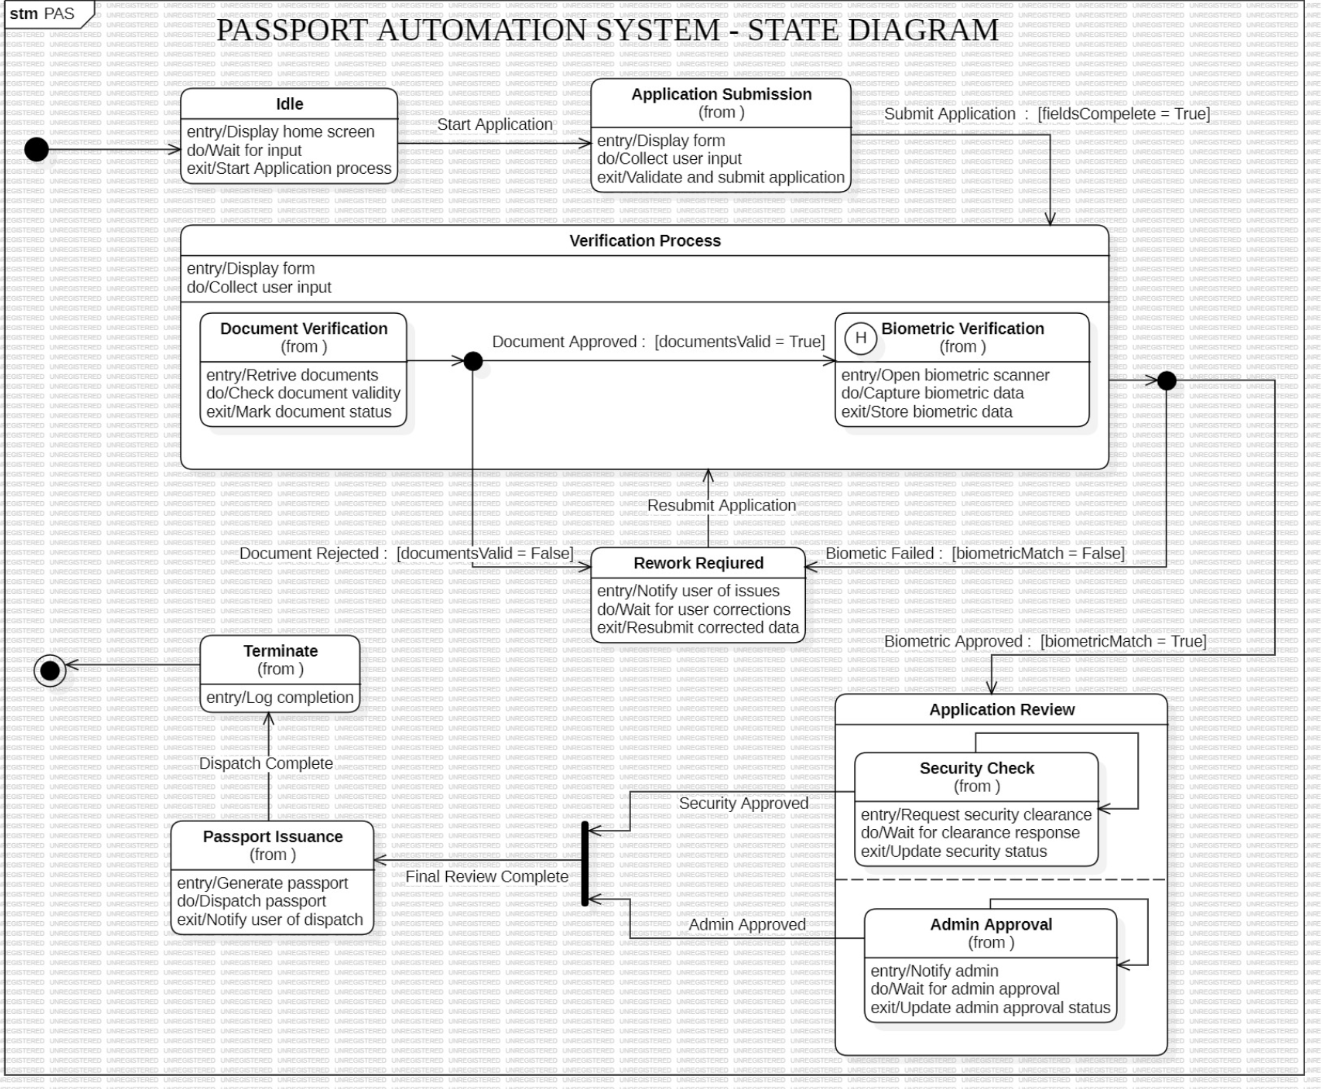 stm PAS
PASSPORT AUTOMATION SYSTEM - STATE DIAGRAM
Idle
entry/Display home screen
do/Wait for input
exit/Start Application process
Start Application
Application Submission
(from )
entry/Display form
do/Collect user input
exit/Validate and submit application
Submit Application : [fieldsCompelete = True]
Verification Process
entry/Display form
do/Collect user input
Document Verification
(from )
entry/Retrive documents
do/Check document validity
exit/Mark document status
Document Approved : [documentsValid = True]
H
Biometric Verification
(from )
entry/Open biometric scanner
do/Capture biometric data
exit/Store biometric data
Resubmit Application
Document Rejected : [documentsValid = False]
Rework Reqiured
entry/Notify user of issues
do/Wait for user corrections
exit/Resubmit corrected data
Biometic Failed : [biometricMatch = False]
Biometric Approved : [biometricMatch = True]
Terminate
(from )
entry/Log completion
Dispatch Complete
Application Review
Security Check
(from )
entry/Request security clearance
do/Wait for clearance response
exit/Update security status
Security Approved
Passport Issuance
(from )
entry/Generate passport
do/Dispatch passport
exit/Notify user of dispatch
Final Review Complete
Admin Approved
Admin Approval
(from )
entry/Notify admin
do/Wait for admin approval
exit/Update admin approval status
UNREGISTERED